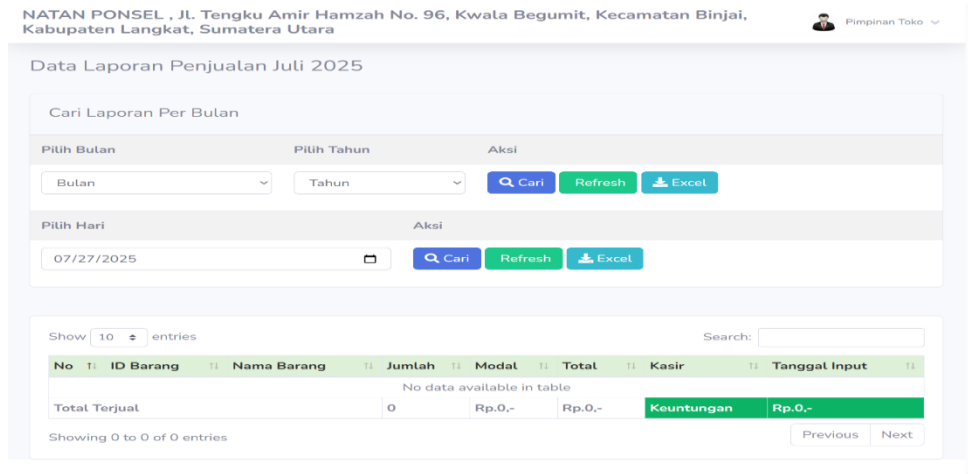 NATAN PONSEL , Jl. Tengku Amir Hamzah No. 96, Kwala Begumit, Kecamatan Binjai,
Kabupaten Langkat, Sumatera Utara
Pimpinan Toko
Data Laporan Penjualan Juli 2025
Cari Laporan Per Bulan
Pilih Bulan Pilih Tahun Aksi
Bulan Tahun Cari Refresh Excel
Pilih Hari Aksi
07/27/2025 Cari Refresh Excel
Show 10 entries Search:
No ID Barang Nama Barang Jumlah Modal Total Kasir Tanggal Input
No data available in table
Total Terjual 0 Rp.0,- Rp.0,- Keuntungan Rp.0,-
Showing 0 to 0 of 0 entries Previous Next